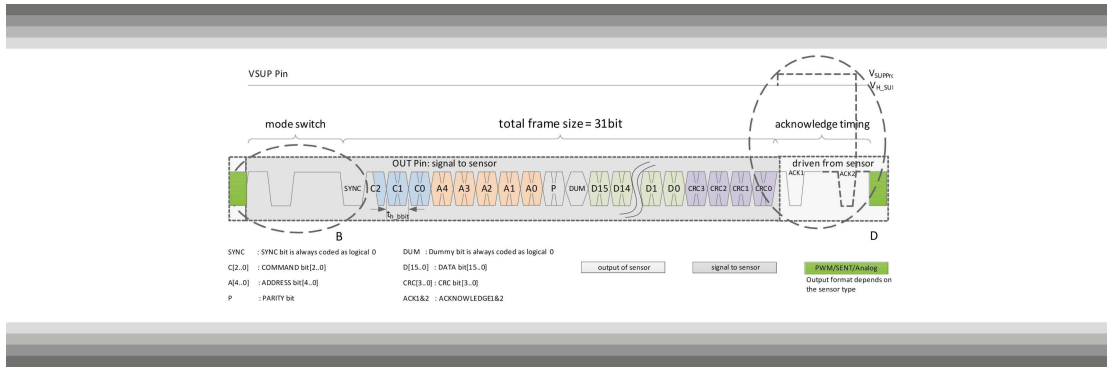 VSUP Pin
VSUPPro
VH_SUI
mode switch
total frame size = 31bit
acknowledge timing
OUT Pin: signal to sensor
driven from sensor
SYNC C2 C1 C0 A4 A3 A2 A1 A0 P DUM D15 D14 D1 D0 CRC3 CRC2 CRC1 CRC0 ACK1 ACK2
th_bbit
B
D
SYNC : SYNC bit is always coded as logical 0
DUM : Dummy bit is always coded as logical 0
C[2..0] : COMMAND bit[2..0]
D[15..0] : DATA bit[15..0]
output of sensor
signal to sensor
PWM/SENT/Analog
A[4..0] : ADDRESS bit[4..0]
CRC[3..0] : CRC bit[3..0]
Output format depends on
the sensor type
P : PARITY bit
ACK1&2 : ACKNOWLEDGE1&2